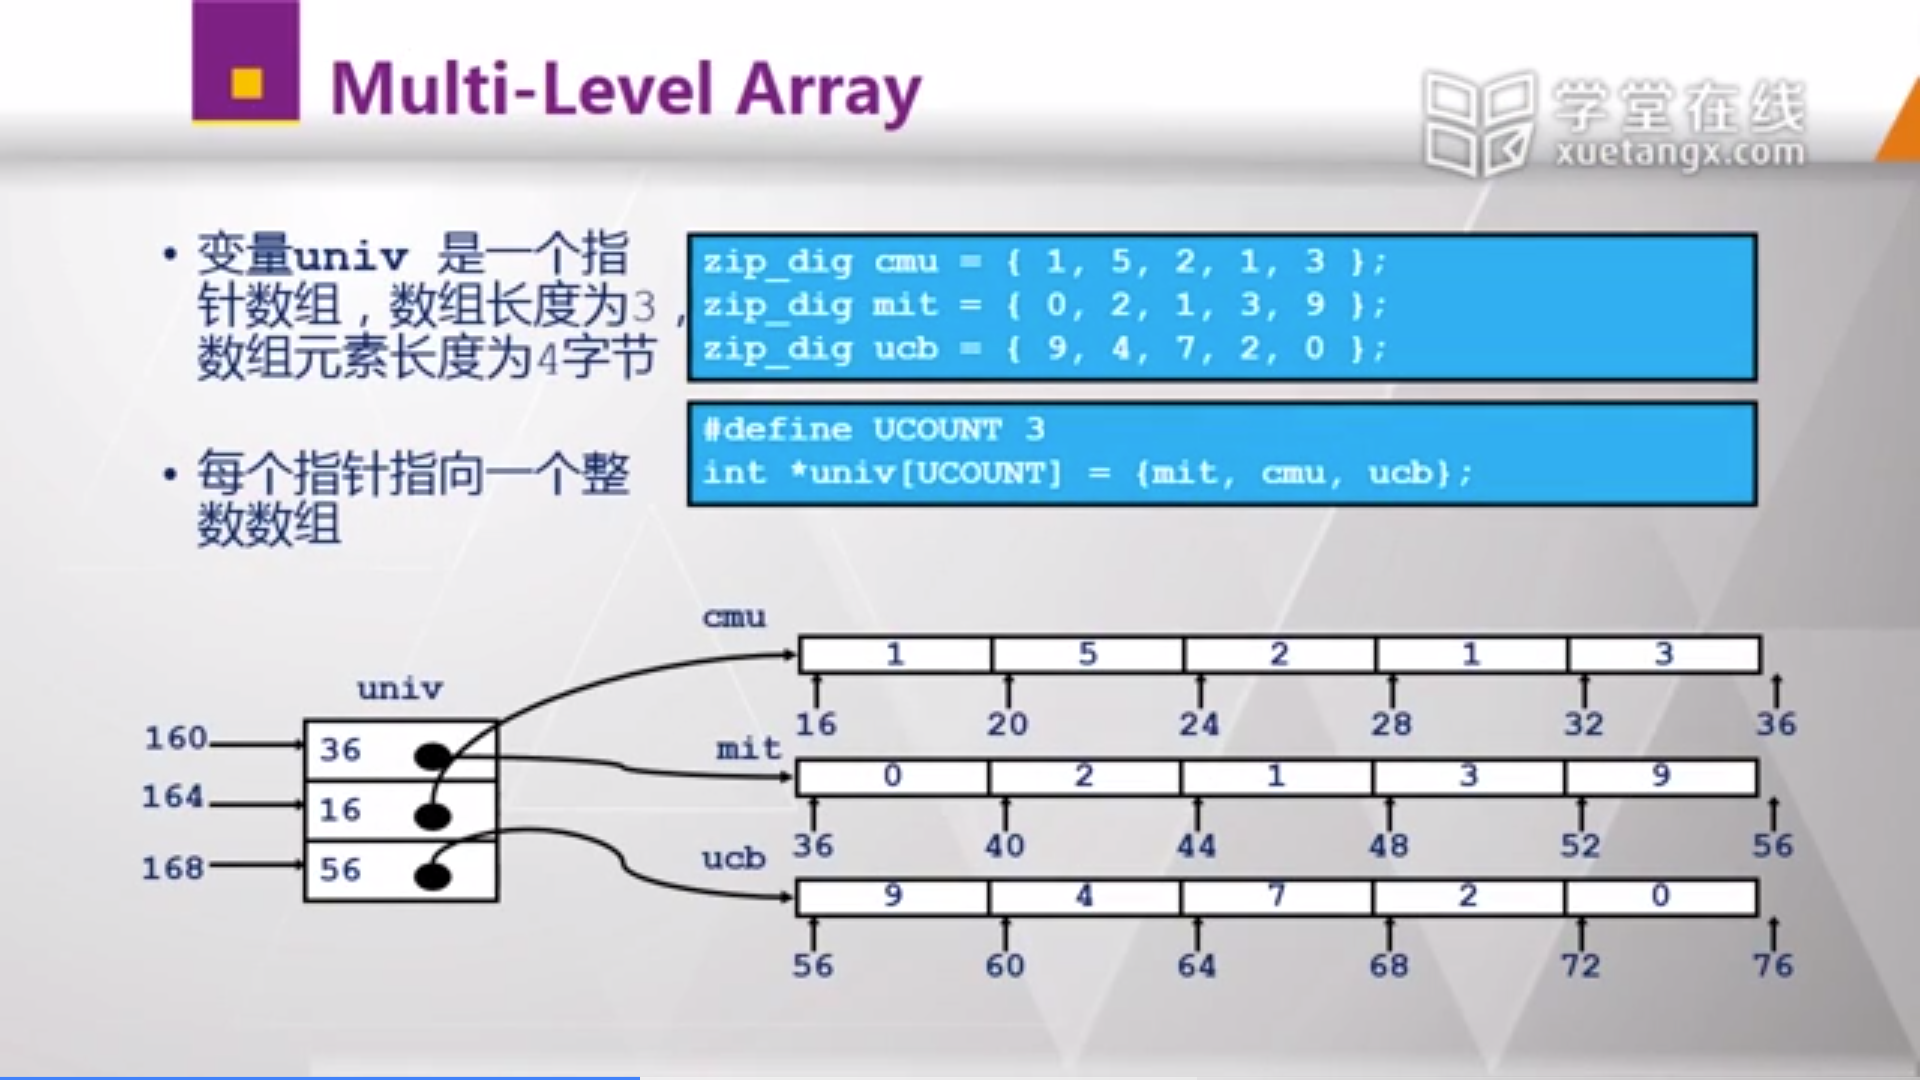 Multi-Level Array
学堂在线
xuetangx.com
• 变量univ 是一个指
针数组，数组长度为3，
数组元素长度为4字节
• 每个指针指向一个整
数数组
zip_dig cmu = { 1, 5, 2, 1, 3 };
zip_dig mit = { 0, 2, 1, 3, 9 };
zip_dig ucb = { 9, 4, 7, 2, 0 };
#define UCOUNT 3
int *univ[UCOUNT] = {mit, cmu, ucb};
univ
160 36
164 16
168 56
cmu
1 5 2 1 3
16 20 24 28 32 36
mit
0 2 1 3 9
36 40 44 48 52 56
ucb
9 4 7 2 0
56 60 64 68 72 76